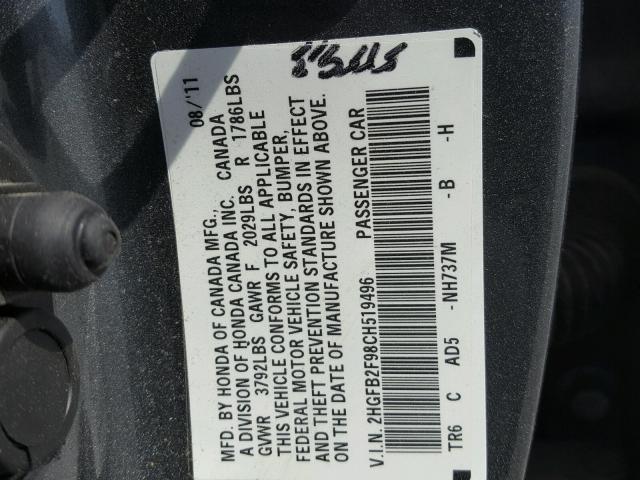 MFD. BY HONDA OF CANADA MFG., 08/'11
A DIVISION OF HONDA CANADA INC. CANADA
GVWR 3792LBS GAWR F 2029LBS R 1786LBS
THIS VEHICLE CONFORMS TO ALL APPLICABLE
FEDERAL MOTOR VEHICLE SAFETY, BUMPER,
AND THEFT PREVENTION STANDARDS IN EFFECT
ON THE DATE OF MANUFACTURE SHOWN ABOVE.
V.I.N. 2HGFB2F98CH519496 PASSENGER CAR
TR6 C AD5 -NH737M -B -H